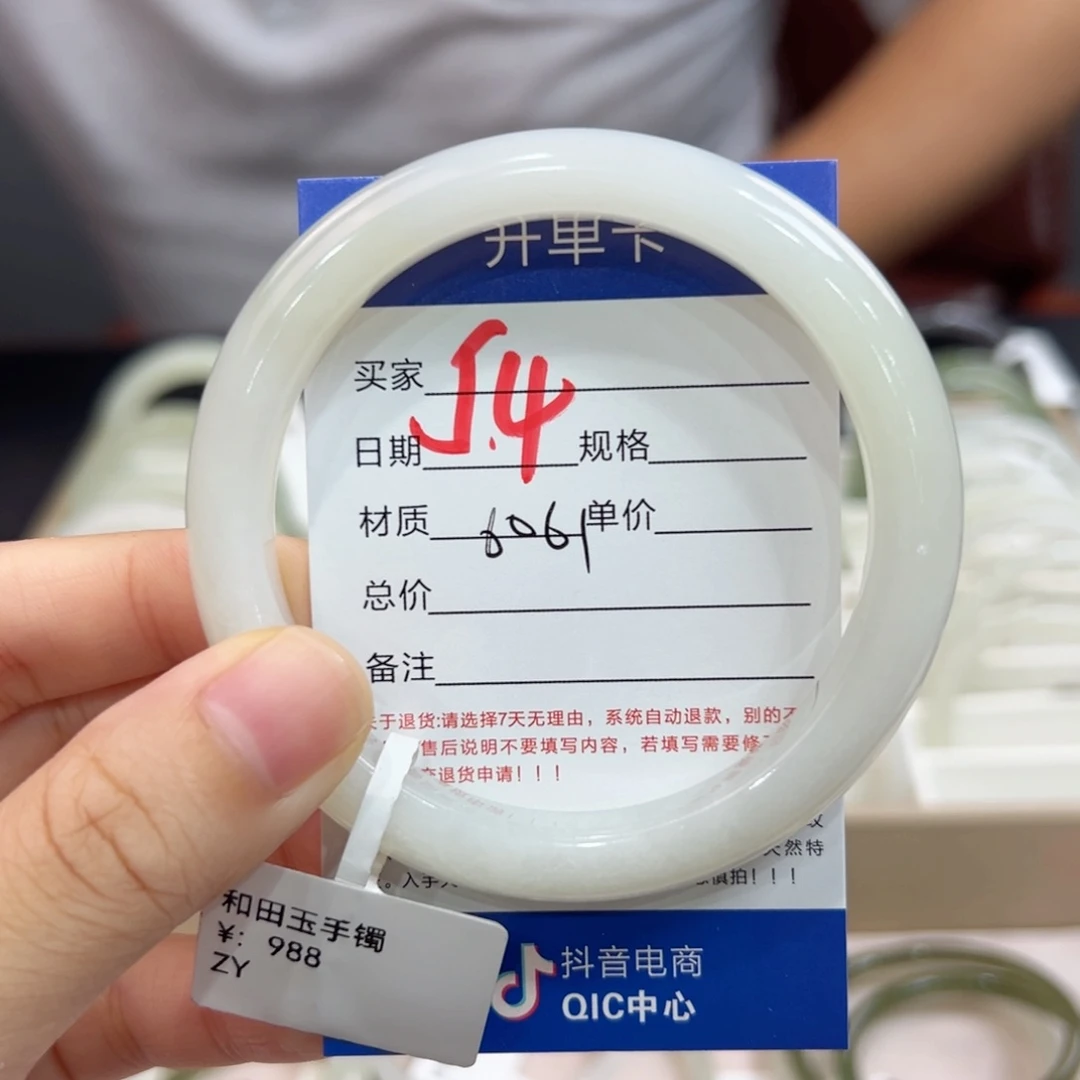 开单卡
买家
日期 5.4 规格
材质 6061 单价
总价
备注
关于退货:请选择7天无理由，系统自动退款，别的不
售后说明不要填写内容，若填写需要修
退货申请！！！
天然特
。入手
慎拍！！！
抖音电商
QIC中心
和田玉手镯
¥: 988
ZY